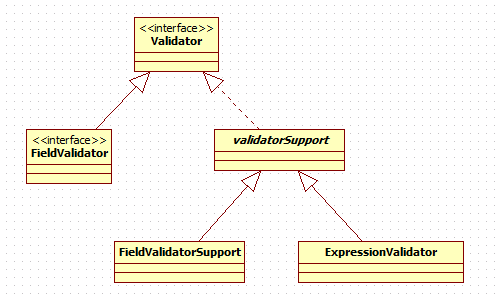 <<interface>>
Validator
<<interface>>
FieldValidator
validatorSupport
FieldValidatorSupport
ExpressionValidator